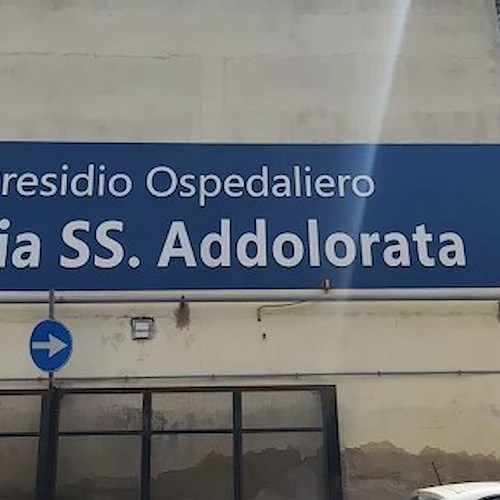 residio Ospedaliero
ia SS. Addolorata